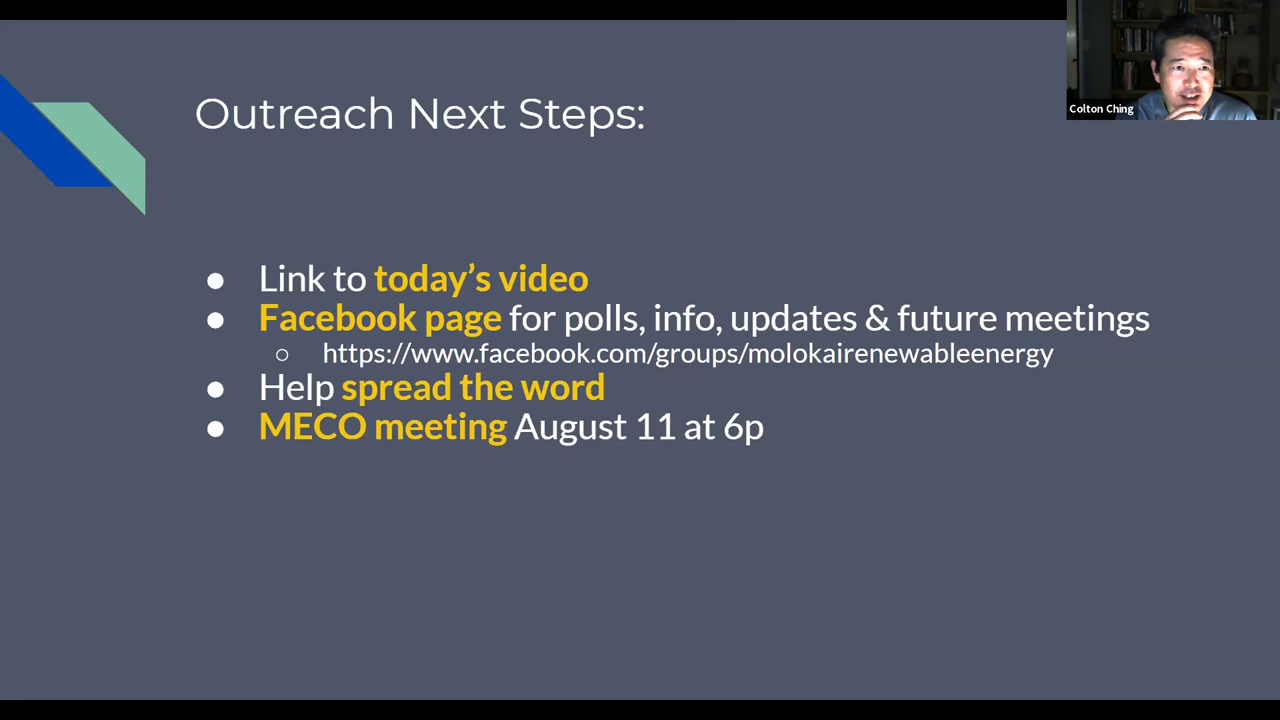 Outreach Next Steps:
Colton Ching
● Link to today’s video
● Facebook page for polls, info, updates & future meetings
○ https://www.facebook.com/groups/molokairenewableenergy
● Help spread the word
● MECO meeting August 11 at 6p